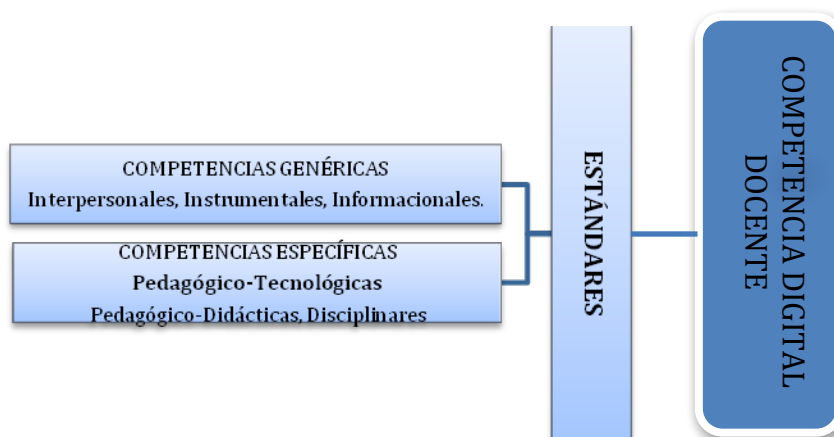 COMPETENCIAS GENÉRICAS
Interpersonales, Instrumentales, Informacionales.
COMPETENCIAS ESPECÍFICAS
Pedagógico-Tecnológicas
Pedagógico-Didácticas, Disciplinares
ESTÁNDARES
COMPETENCIA DIGITAL
DOCENTE